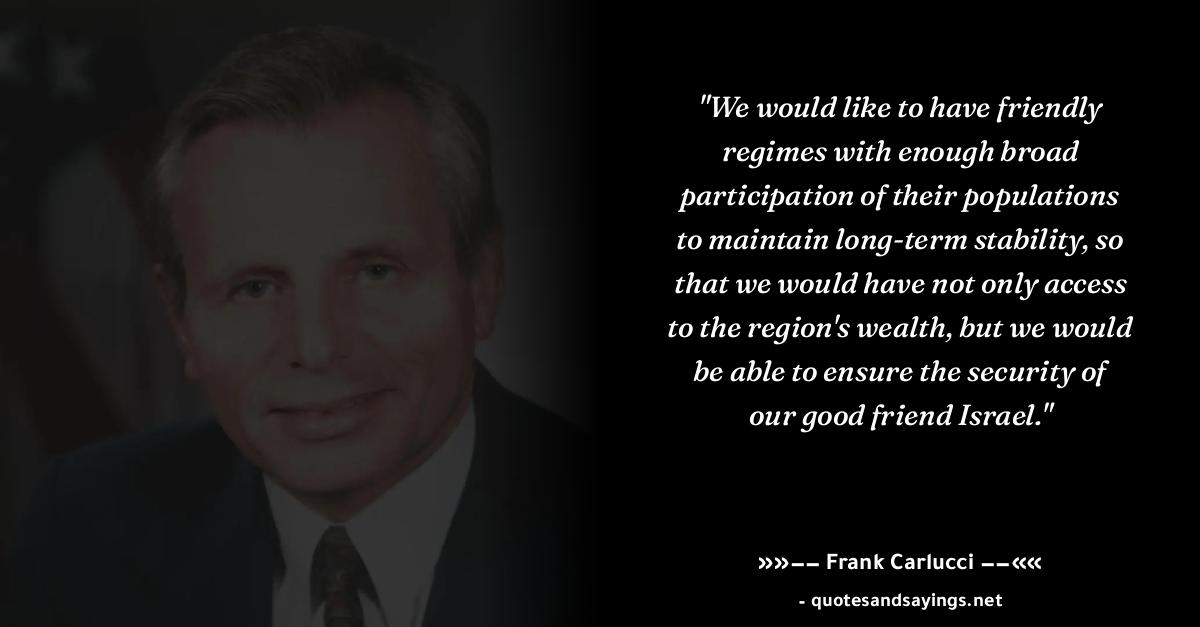 "We would like to have friendly
regimes with enough broad
participation of their populations
to maintain long-term stability, so
that we would have not only access
to the region's wealth, but we would
be able to ensure the security of
our good friend Israel."
»»−− Frank Carlucci −−««
- quotesandsayings.net